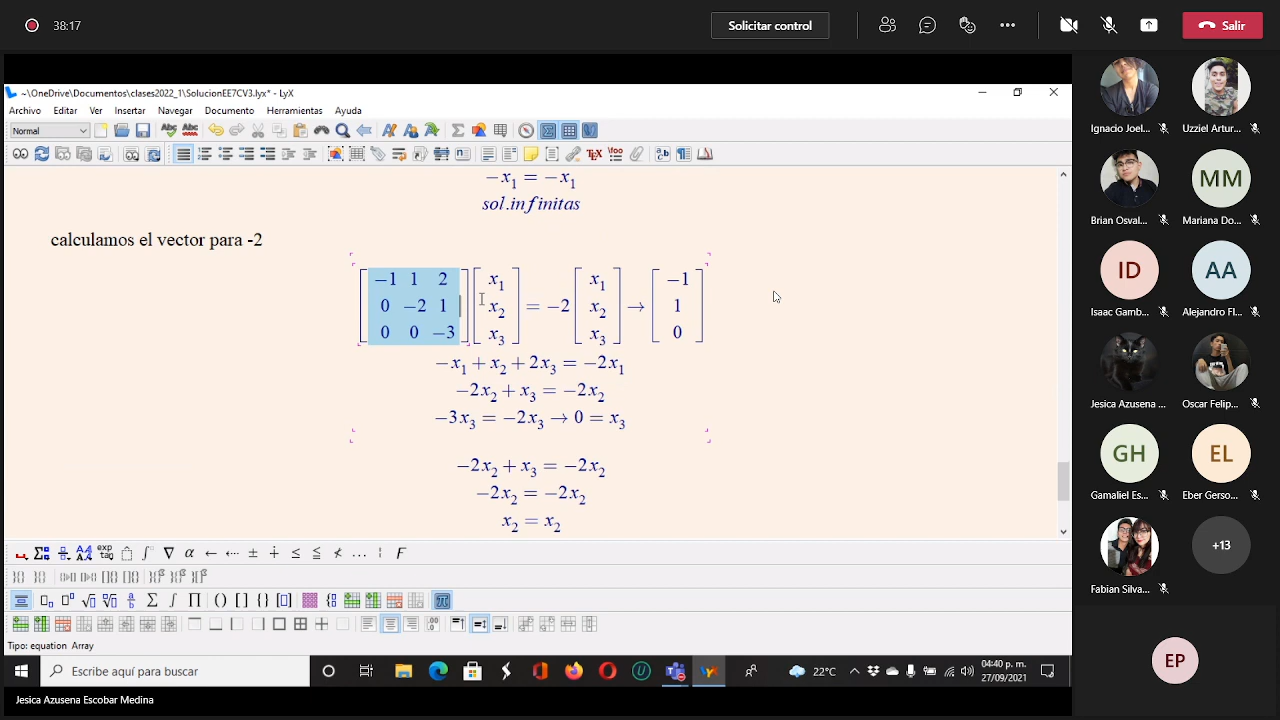 38:17
Solicitar control
Salir
~\OneDrive\Documentos\clases2022_1\SolucionEE7CV3.lyx* - LyX
Archivo Editar Ver Insertar Navegar Documento Herramientas Ayuda
Normal
−x1 = −x1
sol.infinitas
calculamos el vector para -2
[−1 1 2; 0 −2 1; 0 0 −3] [x1; x2; x3] = −2 [x1; x2; x3] → [−1; 1; 0]
−x1 + x2 + 2x3 = −2x1
−2x2 + x3 = −2x2
−3x3 = −2x3 → 0 = x3
−2x2 + x3 = −2x2
−2x2 = −2x2
x2 = x2
Tipo: equation Array
Escribe aquí para buscar
22°C
04:40 p. m.
27/09/2021
Jesica Azusena Escobar Medina
Ignacio Joel...
Uzziel Artur...
Brian Osval...
MM
Mariana Do...
ID
Isaac Gamb...
AA
Alejandro Fl...
Jesica Azusena ...
Oscar Felip...
GH
Gamaliel Es...
EL
Eber Gerso...
Fabian Silva...
+13
EP